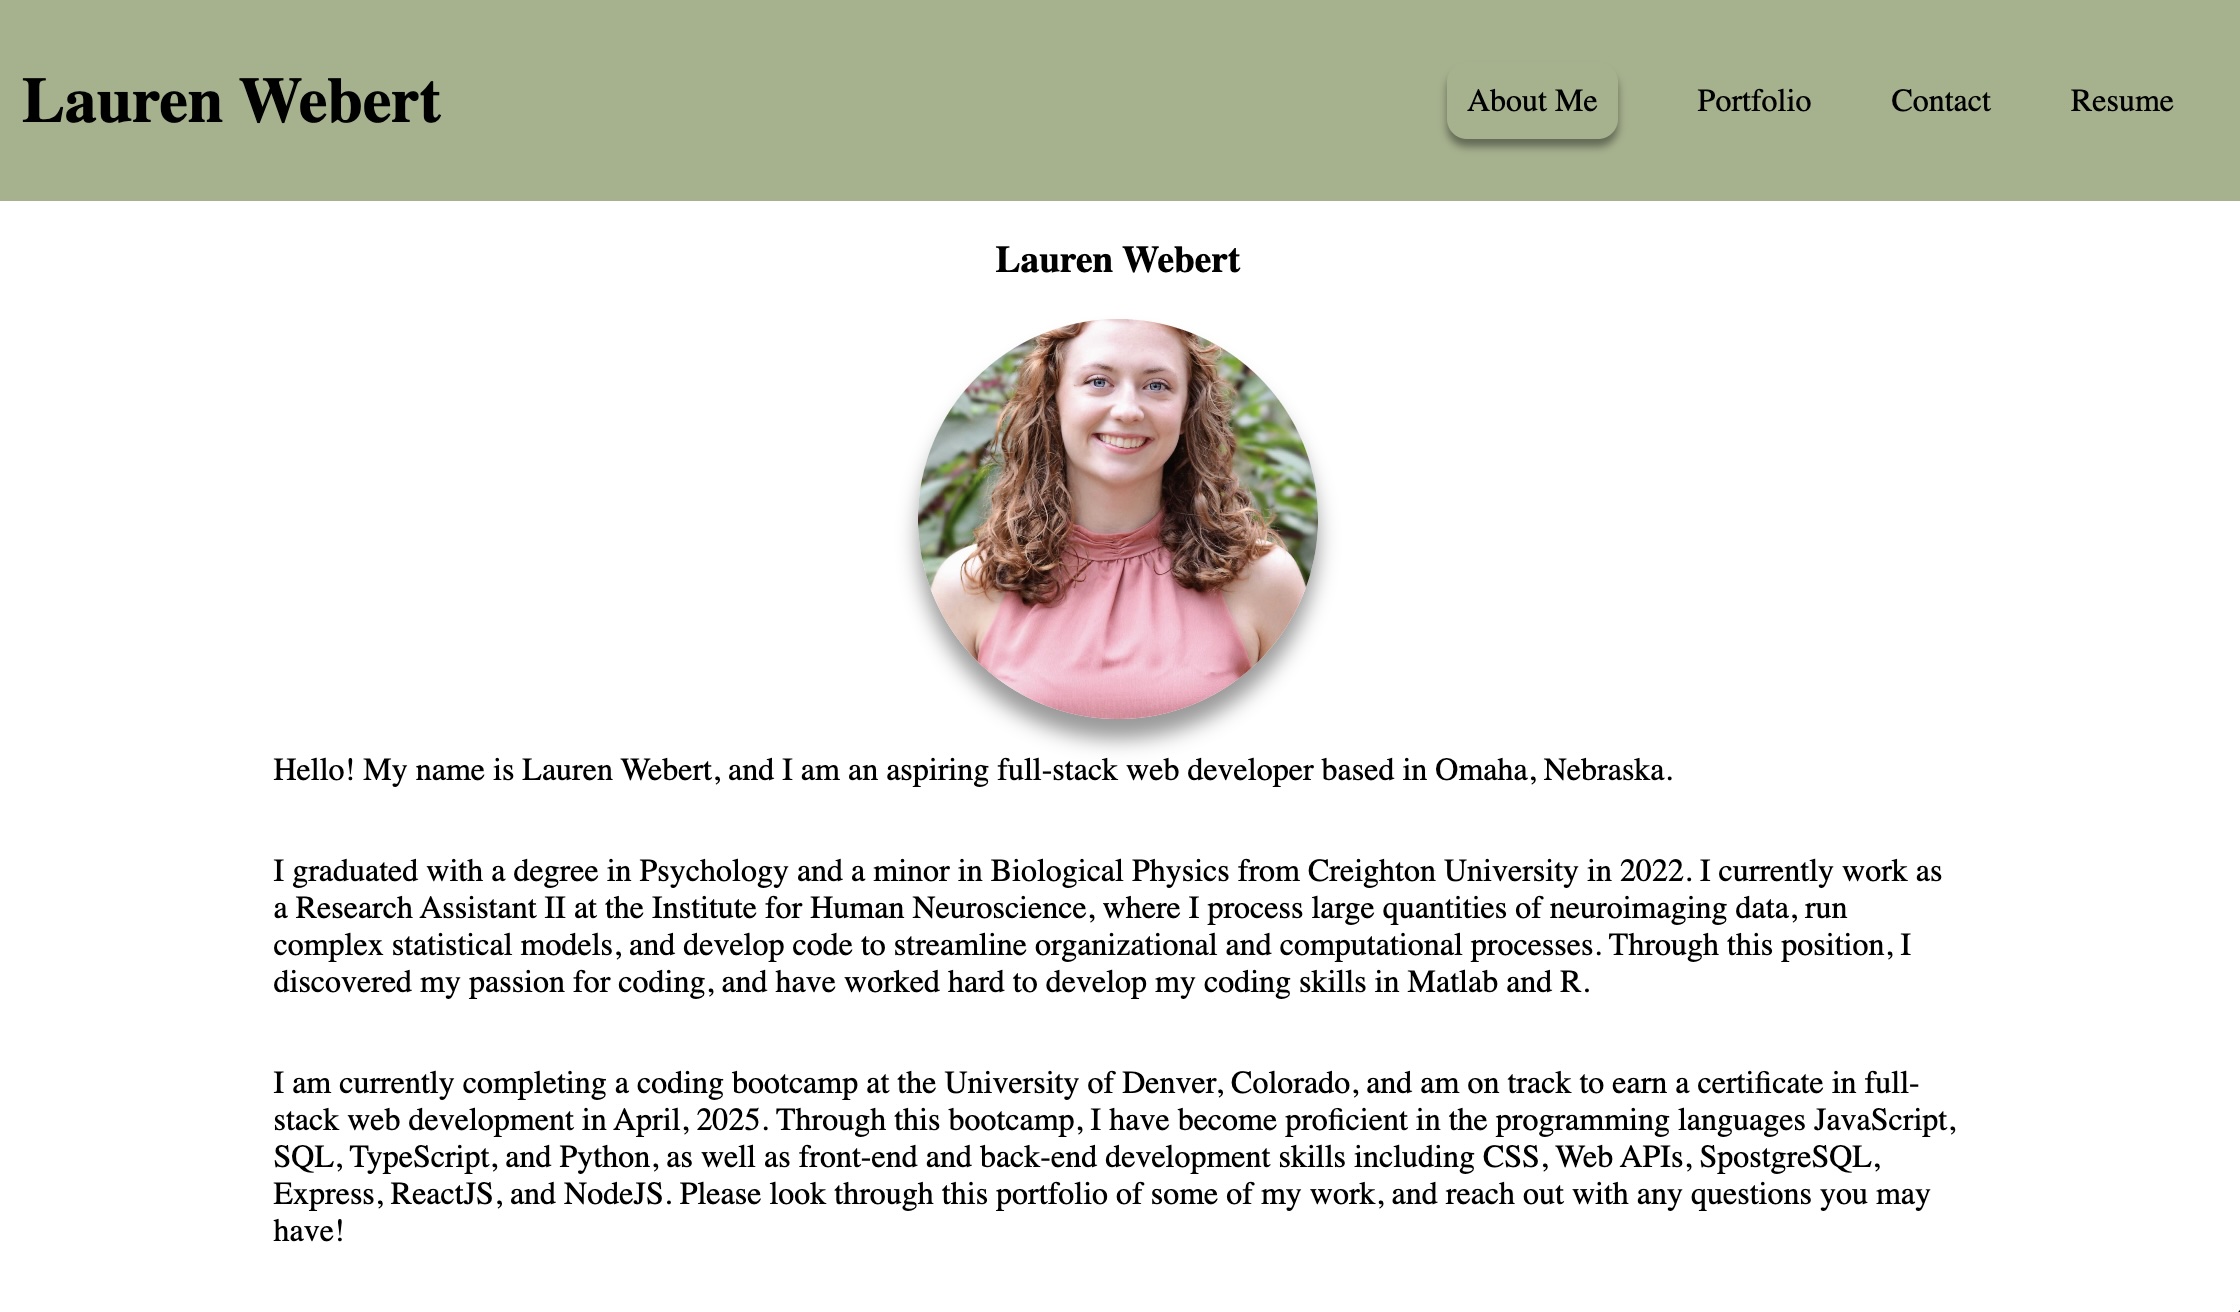 Lauren Webert
About Me
Portfolio
Contact
Resume
Lauren Webert
Hello! My name is Lauren Webert, and I am an aspiring full-stack web developer based in Omaha, Nebraska.
I graduated with a degree in Psychology and a minor in Biological Physics from Creighton University in 2022. I currently work as
a Research Assistant II at the Institute for Human Neuroscience, where I process large quantities of neuroimaging data, run
complex statistical models, and develop code to streamline organizational and computational processes. Through this position, I
discovered my passion for coding, and have worked hard to develop my coding skills in Matlab and R.
I am currently completing a coding bootcamp at the University of Denver, Colorado, and am on track to earn a certificate in full-
stack web development in April, 2025. Through this bootcamp, I have become proficient in the programming languages JavaScript,
SQL, TypeScript, and Python, as well as front-end and back-end development skills including CSS, Web APIs, SpostgreSQL,
Express, ReactJS, and NodeJS. Please look through this portfolio of some of my work, and reach out with any questions you may
have!